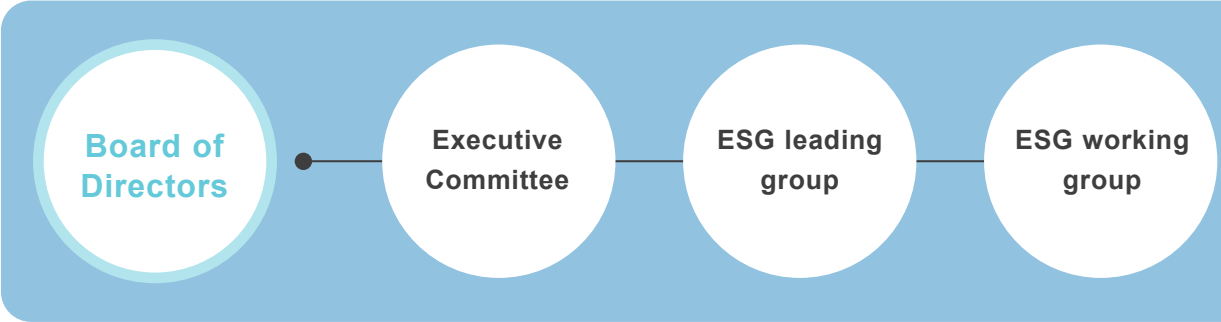 Board of
Directors
Executive
Committee
ESG leading
group
ESG working
group